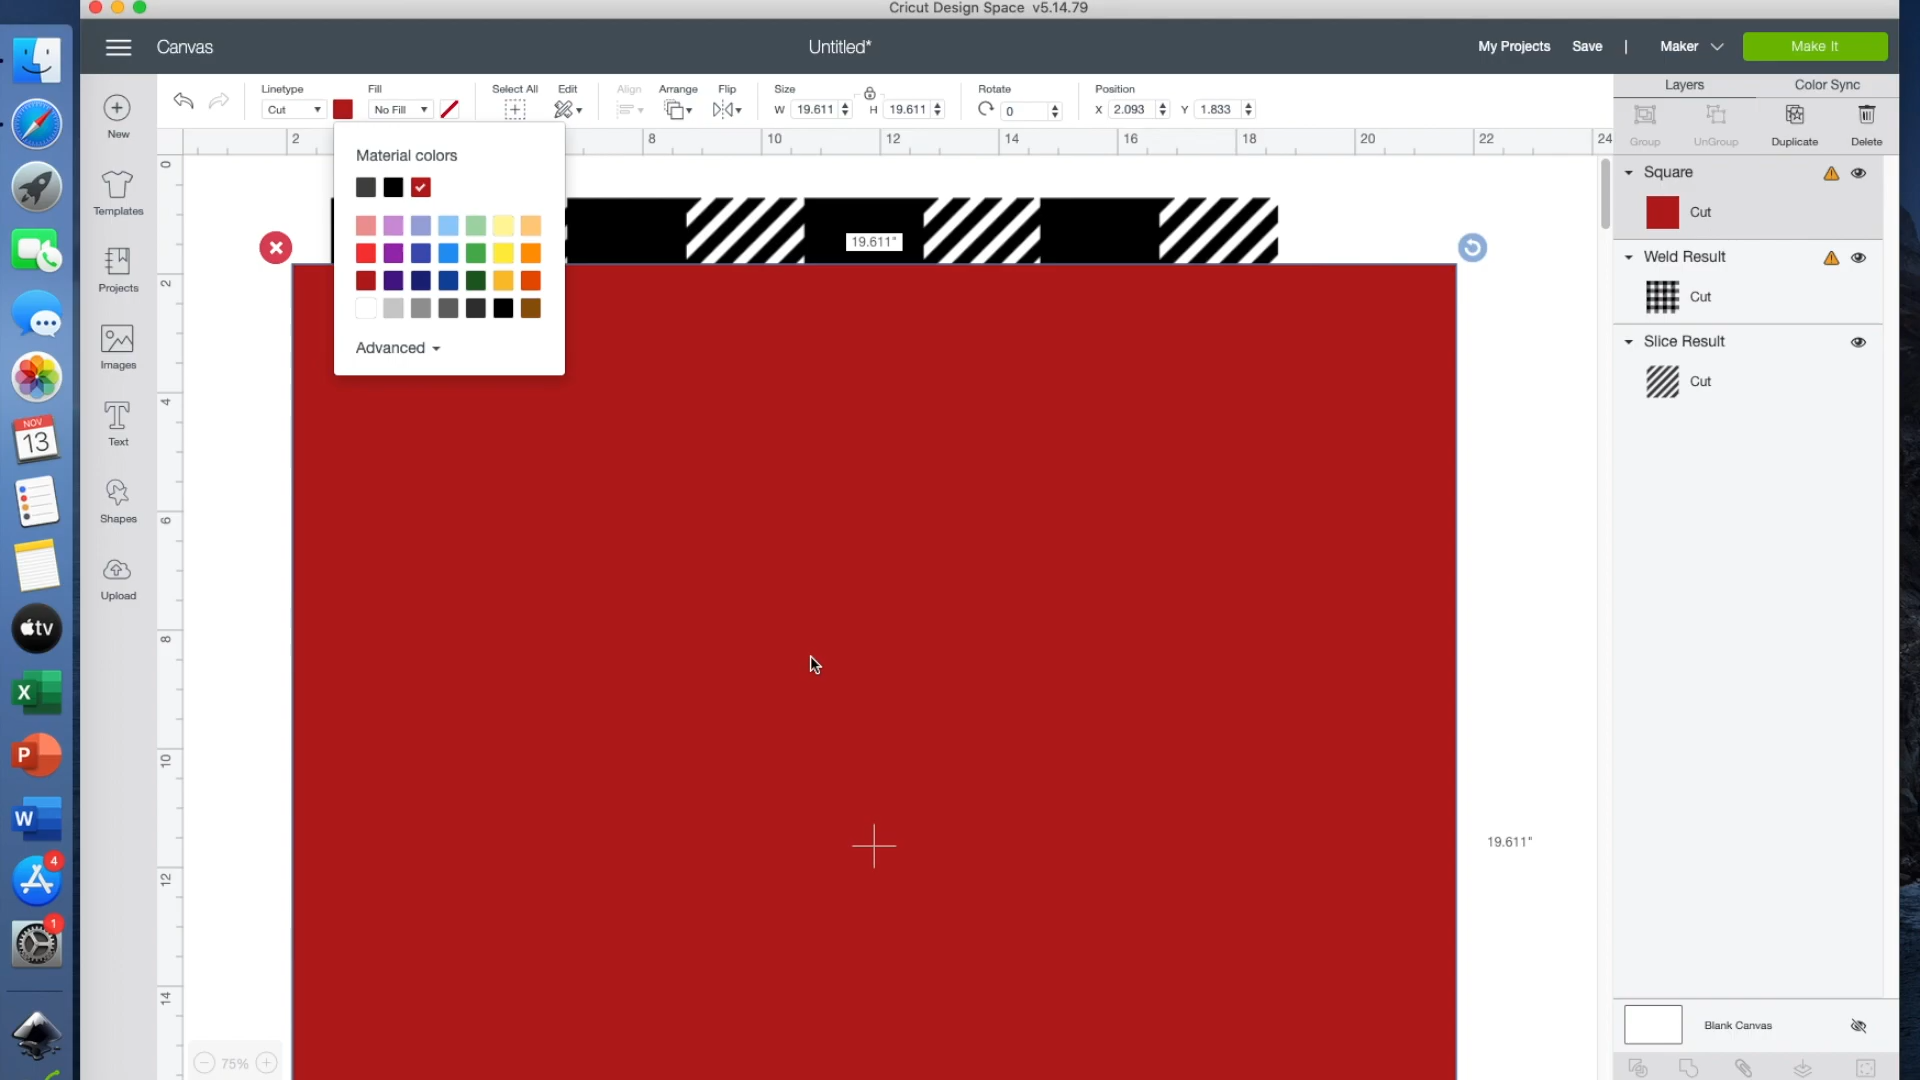 Cricut Design Space v5.14.79
Canvas
Untitled*
My Projects
Save
|
Maker
Make It
New
Templates
Projects
Images
Text
Shapes
Upload
Linetype
Cut
Fill
No Fill
Select All
Edit
Align
Arrange
Flip
Size
W 19.611
H 19.611
Rotate
0
Position
X 2.093
Y 1.833
2
8
10
12
14
16
18
20
22
24
0
2
4
6
8
10
12
14
Material colors
Advanced
19.611"
19.611"
75%
Layers
Color Sync
Group
UnGroup
Duplicate
Delete
Square
Cut
Weld Result
Cut
Slice Result
Cut
Blank Canvas
NOV
13
tv
X
P
W
4
1